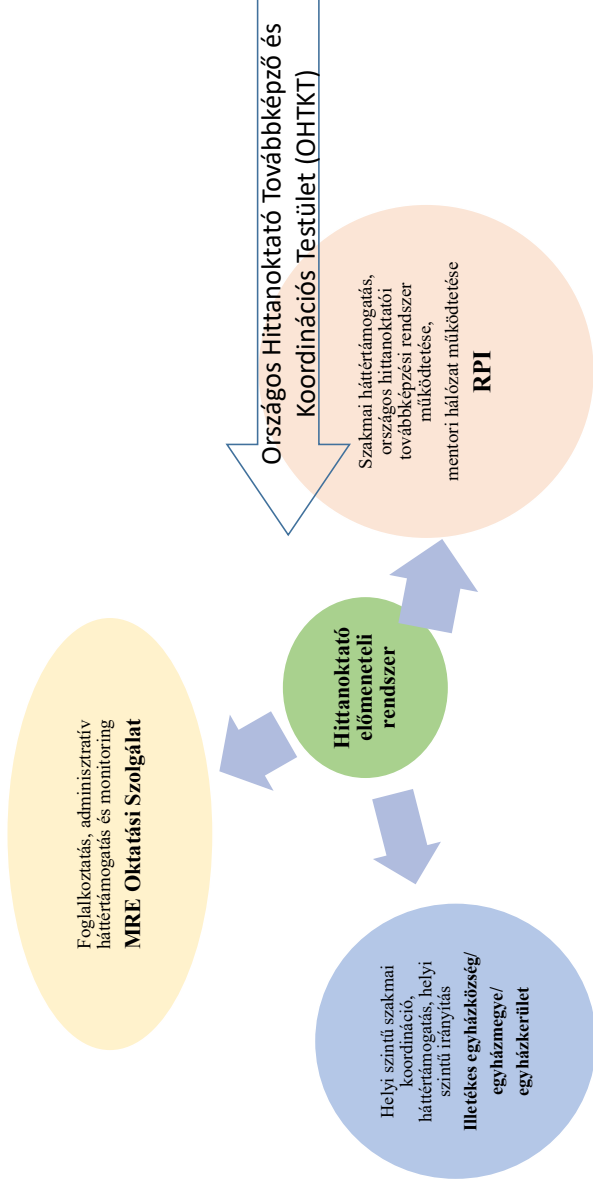 Foglalkoztatás, adminisztratív
háttértámogatás és monitoring
MRE Oktatási Szolgálat
Országos Hittanoktató Továbbképző és
Koordinációs Testület (OHTKT)
Hittanoktató
előmeneteli
rendszer
Helyi szintű szakmai
koordináció,
háttértámogatás, helyi
szintű irányítás
Illetékes egyházközség/
egyházmegye/
egyházkerület
Szakmai háttértámogatás,
országos hittanoktatói
továbbképzési rendszer
működtetése,
mentori hálózat működtetése
RPI